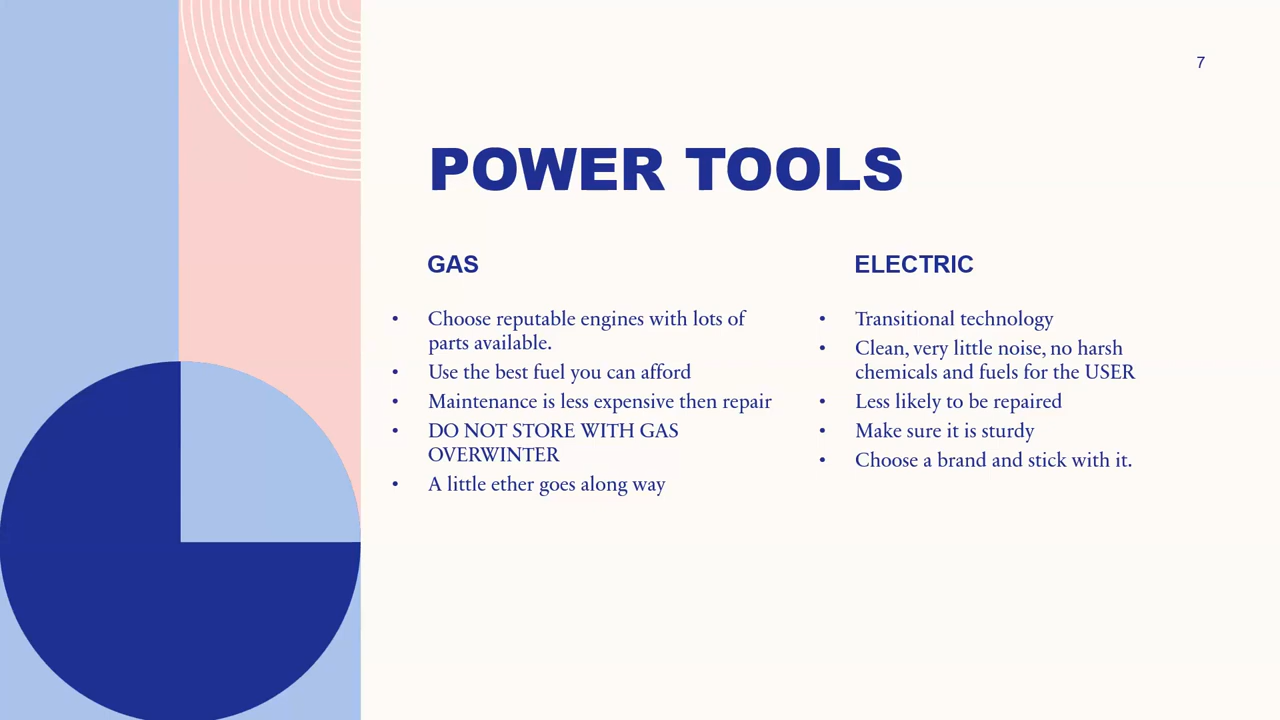 7
POWER TOOLS
GAS
• Choose reputable engines with lots of
parts available.
• Use the best fuel you can afford
• Maintenance is less expensive then repair
• DO NOT STORE WITH GAS
OVERWINTER
• A little ether goes along way
ELECTRIC
• Transitional technology
• Clean, very little noise, no harsh
chemicals and fuels for the USER
• Less likely to be repaired
• Make sure it is sturdy
• Choose a brand and stick with it.